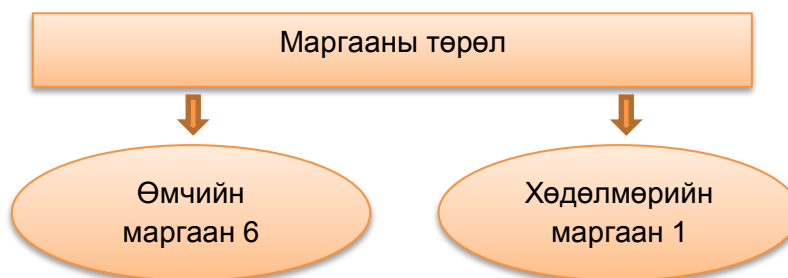 Маргааны төрөл
Өмчийн
маргаан 6
Хөдөлмөрийн
маргаан 1